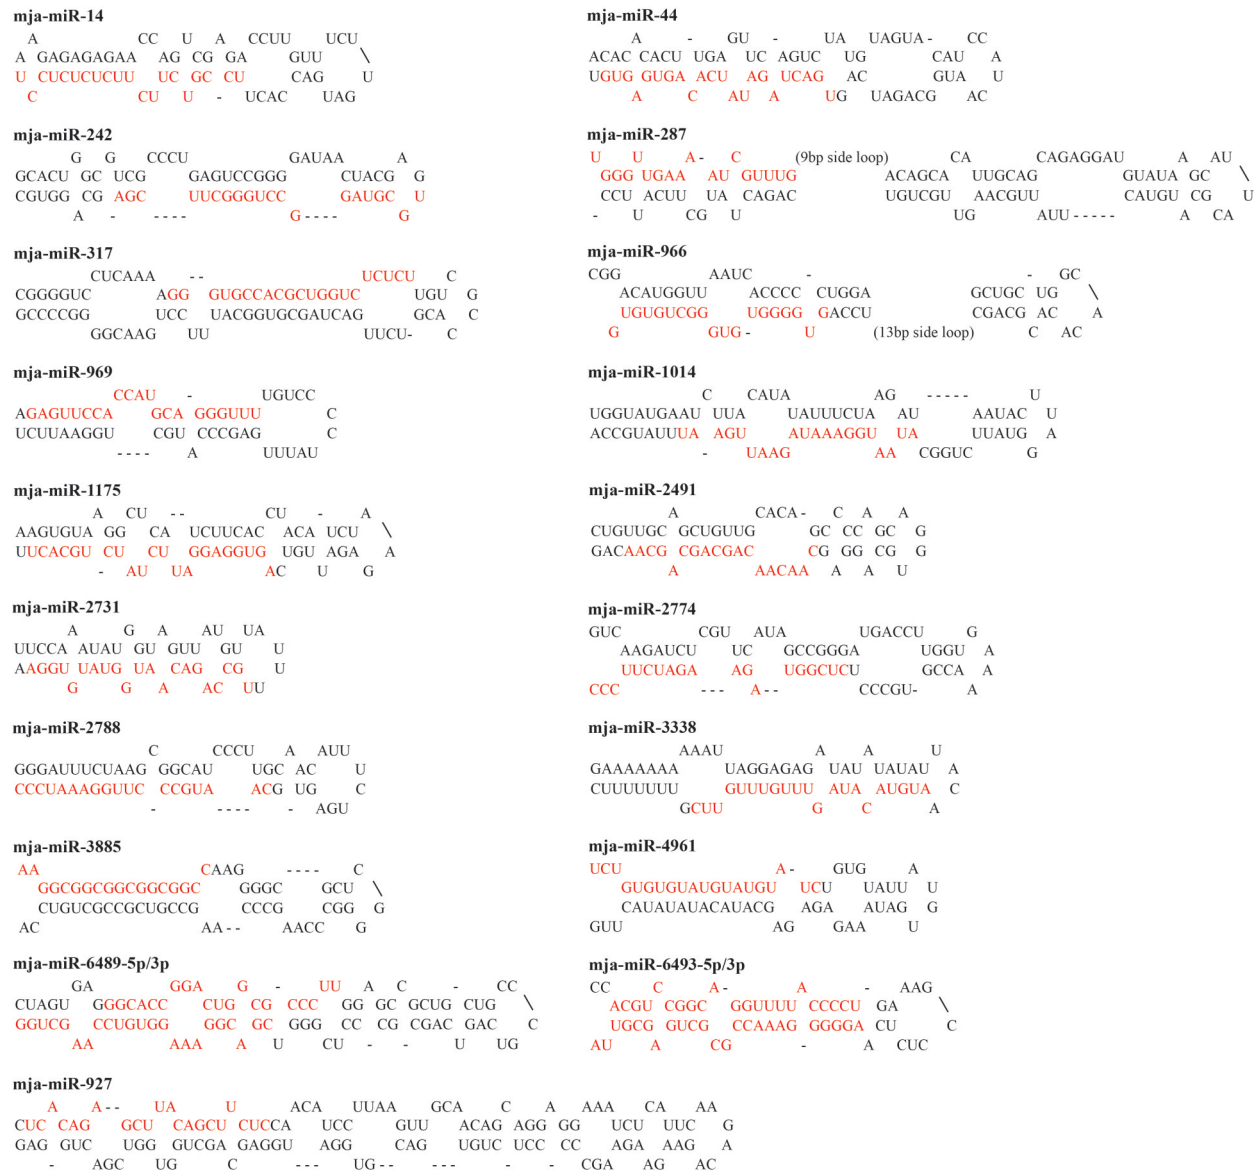 mja-miR-14
A CC U A CCUU UCU
A GAGAGAGAA AG CG GA GUU \
U CUCUCUCUU UC GC CU CAG U
C CU U - UCAC UAG
mja-miR-44
A - GU - UA UAGUA - CC
ACAC CACU UGA UC AGUC UG CAU A
UGUG GUGA ACU AG UCAG AC GUA U
A C AU A UG UAGACG AC
mja-miR-242
G G CCCU GAUAA A
GCACU GC UCG GAGUCCGGG CUACG G
CGUGG CG AGC UUCGGGUCC GAUGC U
A - ---- G---- G
mja-miR-287
U U A - C (9bp side loop) CA CAGAGGAU A AU
GGG UGAA AU GUUUG ACAGCA UUGCAG GUAUA GC \
CCU ACUU UA CAGAC UGUCGU AACGUU CAUGU CG U
- U CG U UG AUU ----- A CA
mja-miR-317
CUCAAA -- UCUCU C
CGGGGUC AGG GUGCCACGCUGGUC UGU G
GCCCCGG UCC UACGGUGCGAUCAG GCA C
GGCAAG UU UUCU- C
mja-miR-966
CGG AAUC - - GC
ACAUGGUU ACCCC CUGGA GCUGC UG \
UGUGUCGG UGGGG GACCU CGACG AC A
G GUG - U (13bp side loop) C AC
mja-miR-969
CCAU - UGUCC
AGAGUUCCA GCA GGGUUU C
UCUUAAGGU CGU CCCGAG C
---- A UUUAU
mja-miR-1014
C CAUA AG ----- U
UGGUAUGAAU UUA UAUUUCUA AU AAUAC U
ACCGUAUUUA AGU AUAAAGGU UA UUAUG A
- UAAG AA CGGUC G
mja-miR-1175
A CU -- CU - A
AAGUGUA GG CA UCUUCAC ACA UCU \
UUCACGU CU CU GGAGGUG UGU AGA A
- AU UA AC U G
mja-miR-2491
A CACA - C A A
CUGUUGC GCUGUUG GC CC GC G
GACAACG CGACGAC CG GG CG G
A AACAA A A U
mja-miR-2731
A G A AU UA
UUCCA AUAU GU GUU GU U
AAGGU UAUG UA CAG CG U
G G A AC UU
mja-miR-2774
GUC CGU AUA UGACCU G
AAGAUCU UC GCCGGGA UGGU A
UUCUAGA AG UGGCUCU GCCA A
CCC --- A-- CCCGU- A
mja-miR-2788
C CCCU A AUU
GGGAUUUCUAAG GGCAU UGC AC U
CCCUAAAGGUUC CCGUA ACG UG C
- ---- - AGU
mja-miR-3338
AAAU A A U
GAAAAAAA UAGGAGAG UAU UAUAU A
CUUUUUUU GUUUGUUU AUA AUGUA C
GCUU G C A
mja-miR-3885
AA CAAG ---- C
GGCGGCGGCGGCGGC GGGC GCU \
CUGUCGCCGCUGCCG CCCG CGG G
AC AA-- AACC G
mja-miR-4961
UCU A - GUG A
GUGUGUAUGUAUGU UCU UAUU U
CAUAUAUACAUACG AGA AUAG G
GUU AG GAA U
mja-miR-6489-5p/3p
GA GGA G - UU A C - CC
CUAGU GGGCACC CUG CG CCC GG GC GCUG CUG \
GGUCG CCUGUGG GGC GC GGG CC CG CGAC GAC C
AA AAA A U CU - - U UG
mja-miR-6493-5p/3p
CC C A- A - AAG
ACGU CGGC GGUUUU CCCCU GA \
UGCG GUCG CCAAAG GGGGA CU C
AU A CG - A CUC
mja-miR-927
A A-- UA U ACA UUAA GCA C A AAA CA AA
CUC CAG GCU CAGCU CUCCA UCC GUU ACAG AGG GG UCU UUC G
GAG GUC UGG GUCGA GAGGU AGG CAG UGUC UCC CC AGA AAG A
- AGC UG C --- UG-- --- - - CGA AG AC